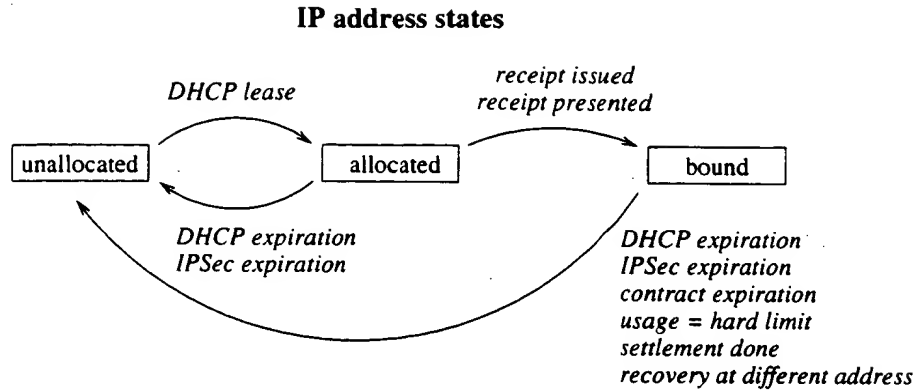 IP address states
DHCP lease
receipt issued
receipt presented
unallocated
allocated
bound
DHCP expiration
IPSec expiration
DHCP expiration
IPSec expiration
contract expiration
usage = hard limit
settlement done
recovery at different address